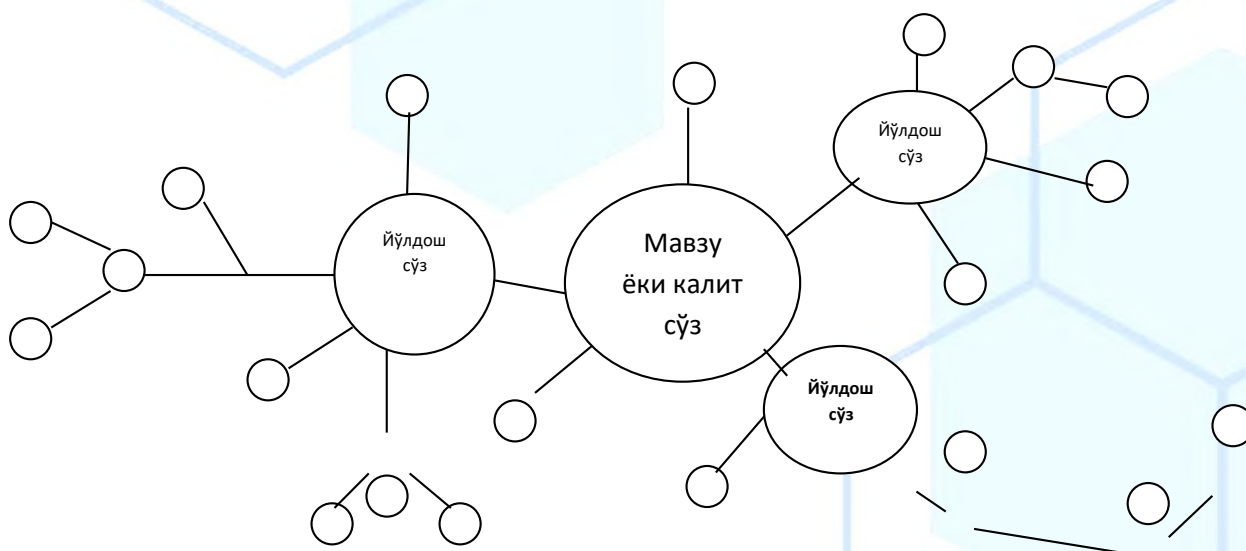 Йўлдош
сўз
Йўлдош
сўз
Мавзу
ёки калит
сўз
Йўлдош
сўз